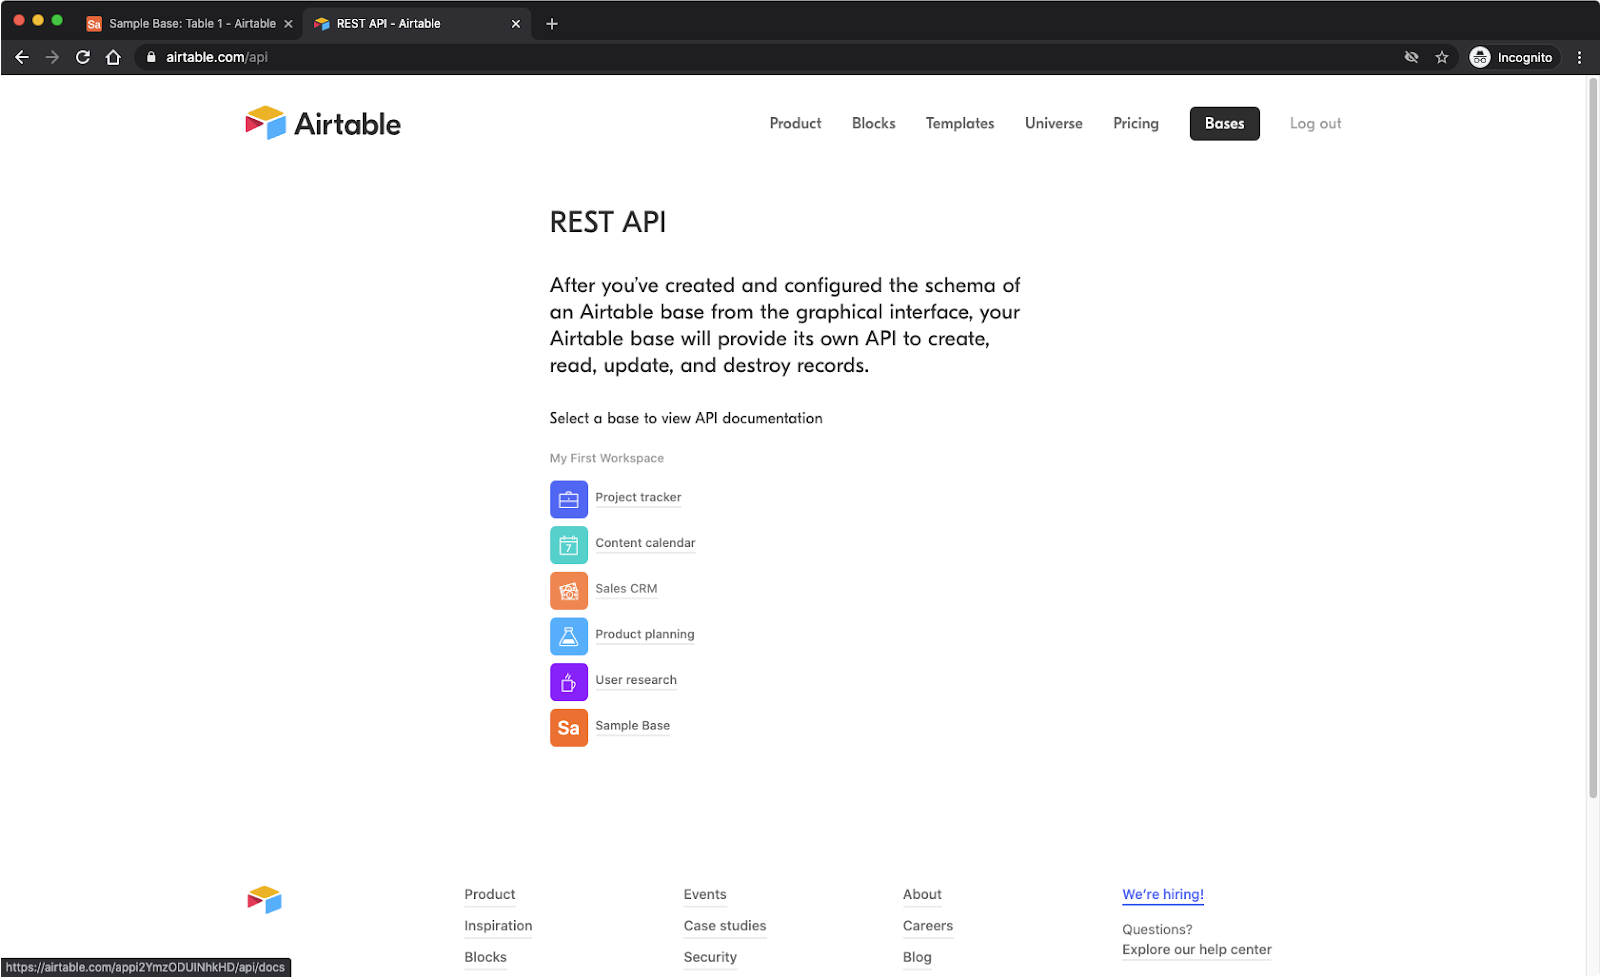 Sa Sample Base: Table 1 - Airtable
REST API - Airtable
airtable.com/api
Incognito
Airtable
Product
Blocks
Templates
Universe
Pricing
Bases
Log out
REST API
After you’ve created and configured the schema of
an Airtable base from the graphical interface, your
Airtable base will provide its own API to create,
read, update, and destroy records.
Select a base to view API documentation
My First Workspace
Project tracker
7 Content calendar
Sales CRM
Product planning
User research
Sa Sample Base
Product
Events
About
We’re hiring!
Inspiration
Case studies
Careers
Questions?
Explore our help center
Blocks
Security
Blog
https://airtable.com/appi2YmzODUINhkHD/api/docs